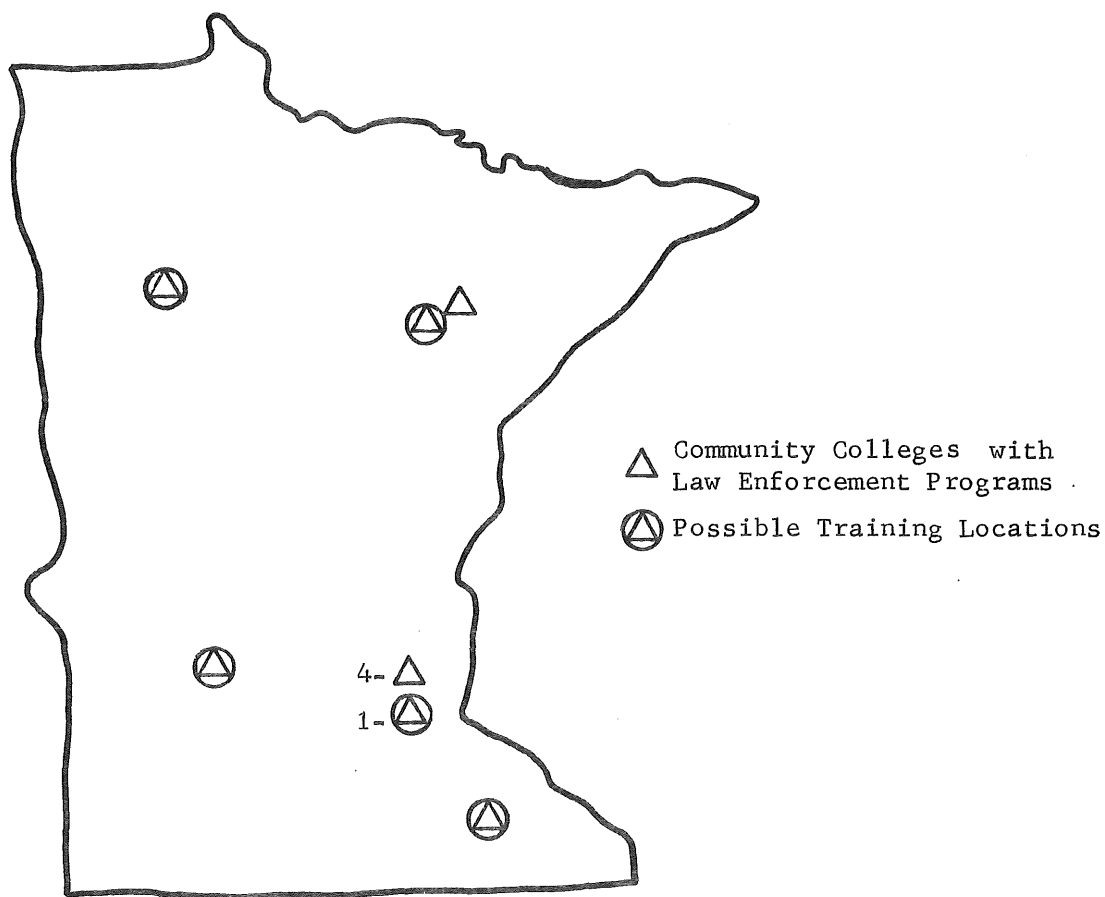 Community Colleges with
Law Enforcement Programs
Possible Training Locations
4-
1-